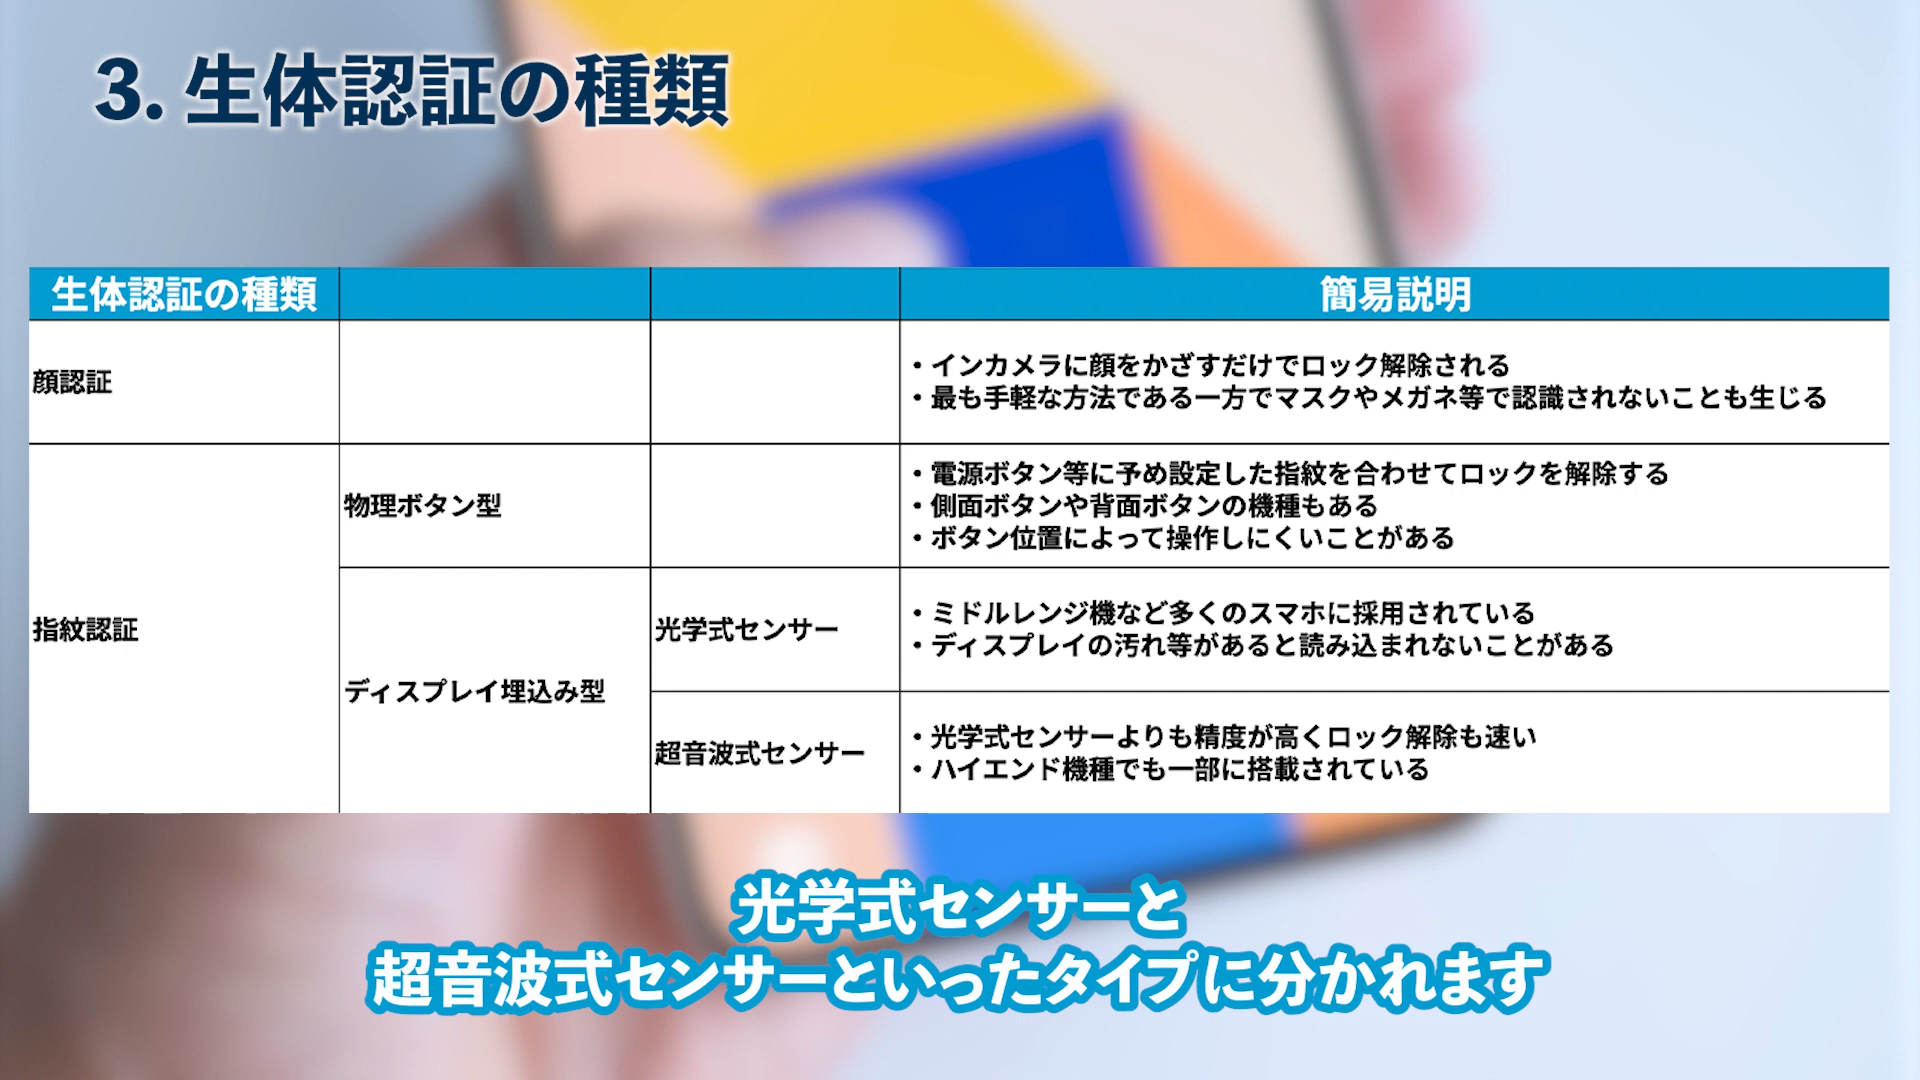 3. 生体認証の種類
生体認証の種類
簡易説明
顔認証
・インカメラに顔をかざすだけでロック解除される
・最も手軽な方法である一方でマスクやメガネ等で認識されないことも生じる
指紋認証
物理ボタン型
・電源ボタン等に予め設定した指紋を合わせてロックを解除する
・側面ボタンや背面ボタンの機種もある
・ボタン位置によって操作しにくいことがある
ディスプレイ埋込み型
光学式センサー
・ミドルレンジ機など多くのスマホに採用されている
・ディスプレイの汚れ等があると読み込まれないことがある
超音波式センサー
・光学式センサーよりも精度が高くロック解除も速い
・ハイエンド機種でも一部に搭載されている
光学式センサーと
超音波式センサーといったタイプに分かれます